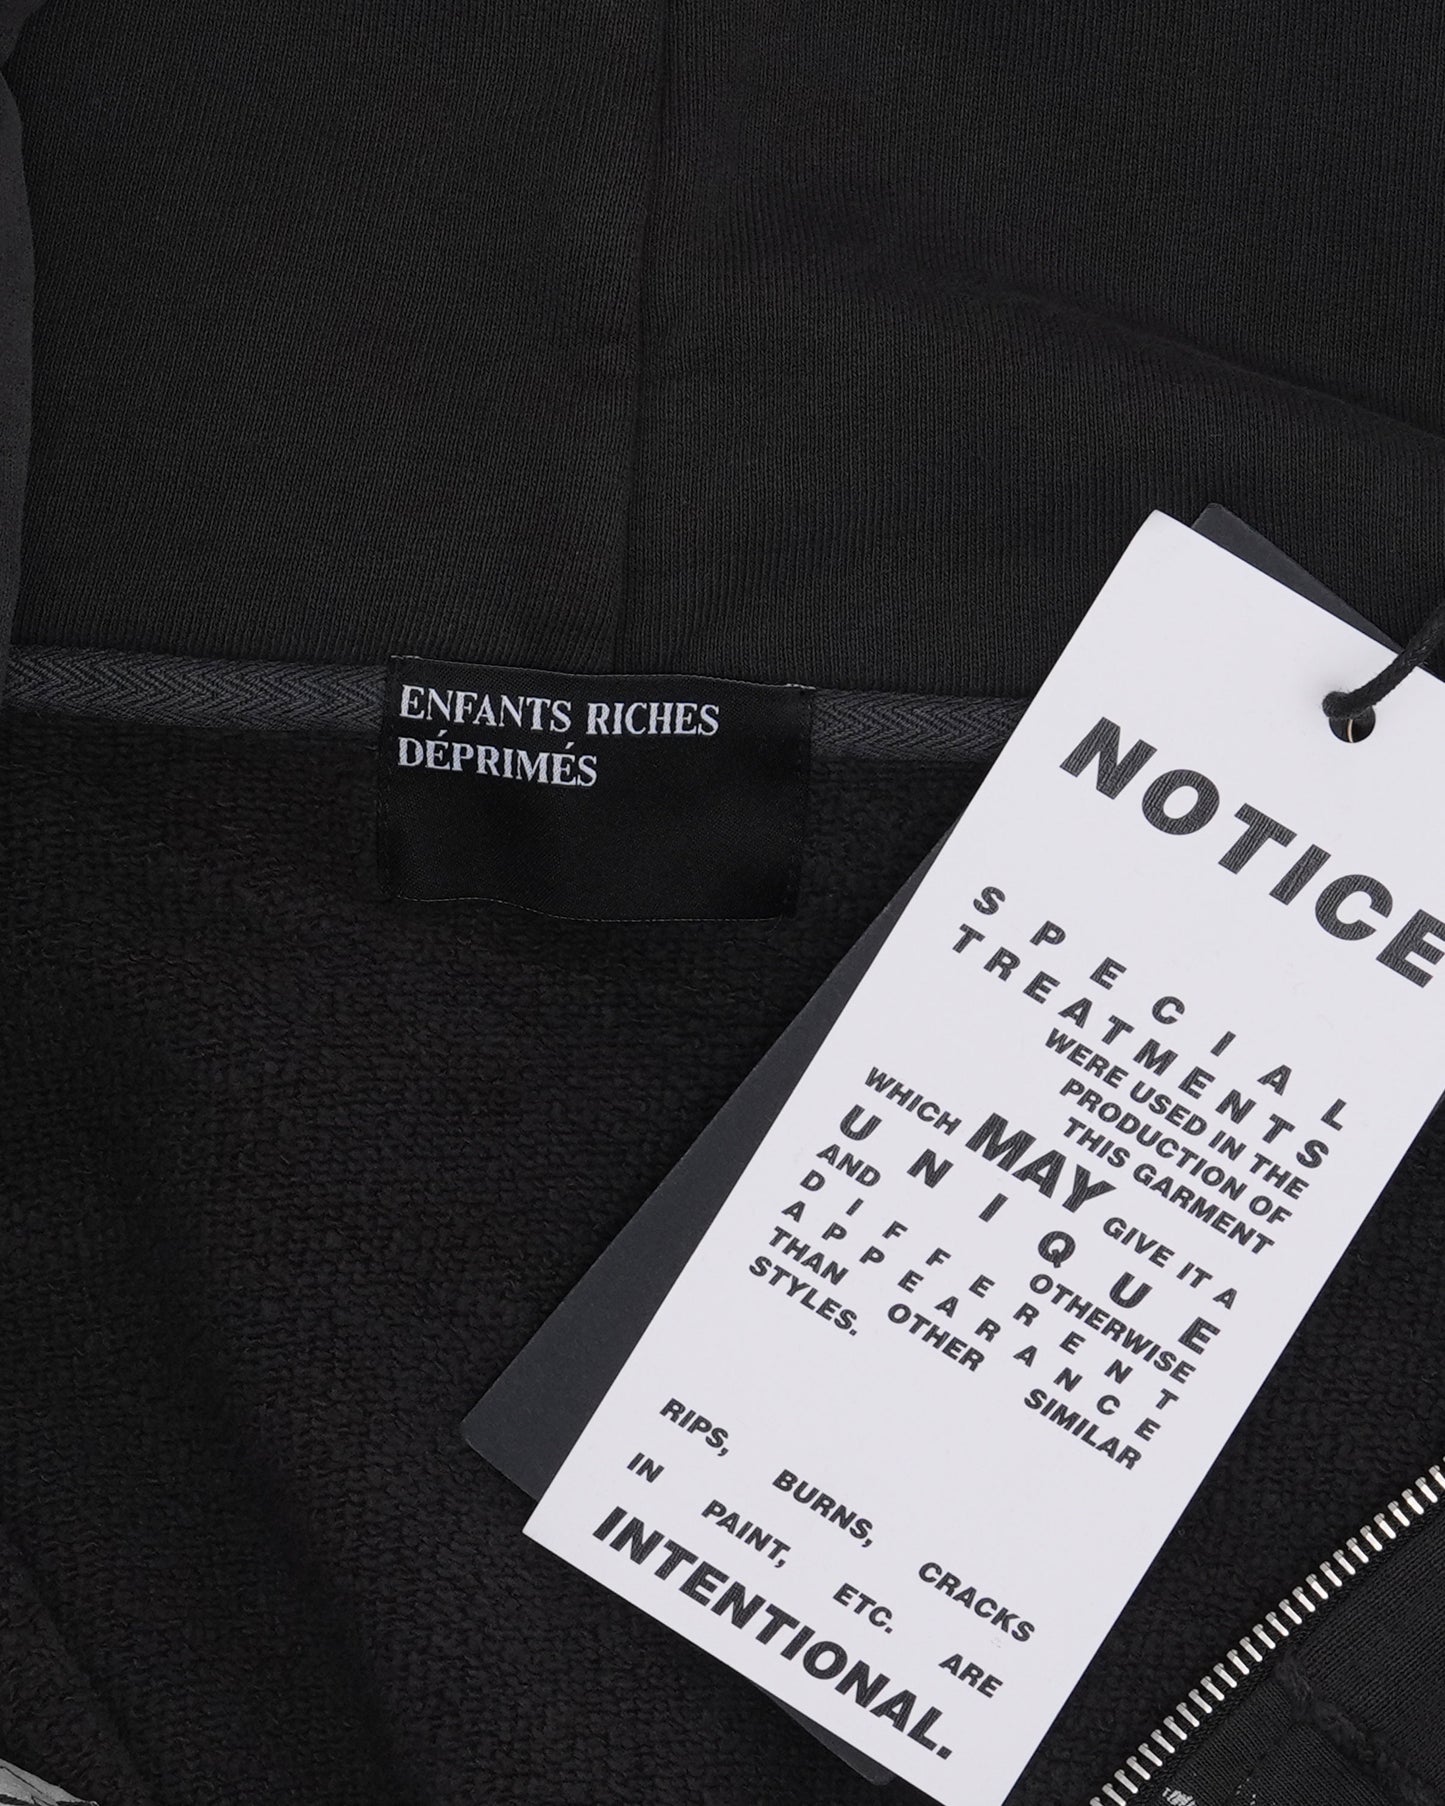 ENFANTS RICHES
DÉPRIMÉS
NOTICE
SPECIAL
TREATMENTS
WERE USED IN THE
PRODUCTION OF
THIS GARMENT
WHICH MAY GIVE IT A
UNIQUE
AND OTHERWISE
DIFFERENT
APPEARANCE
THAN OTHER SIMILAR
STYLES.
RIPS, BURNS, CRACKS
IN PAINT, ETC. ARE
INTENTIONAL.